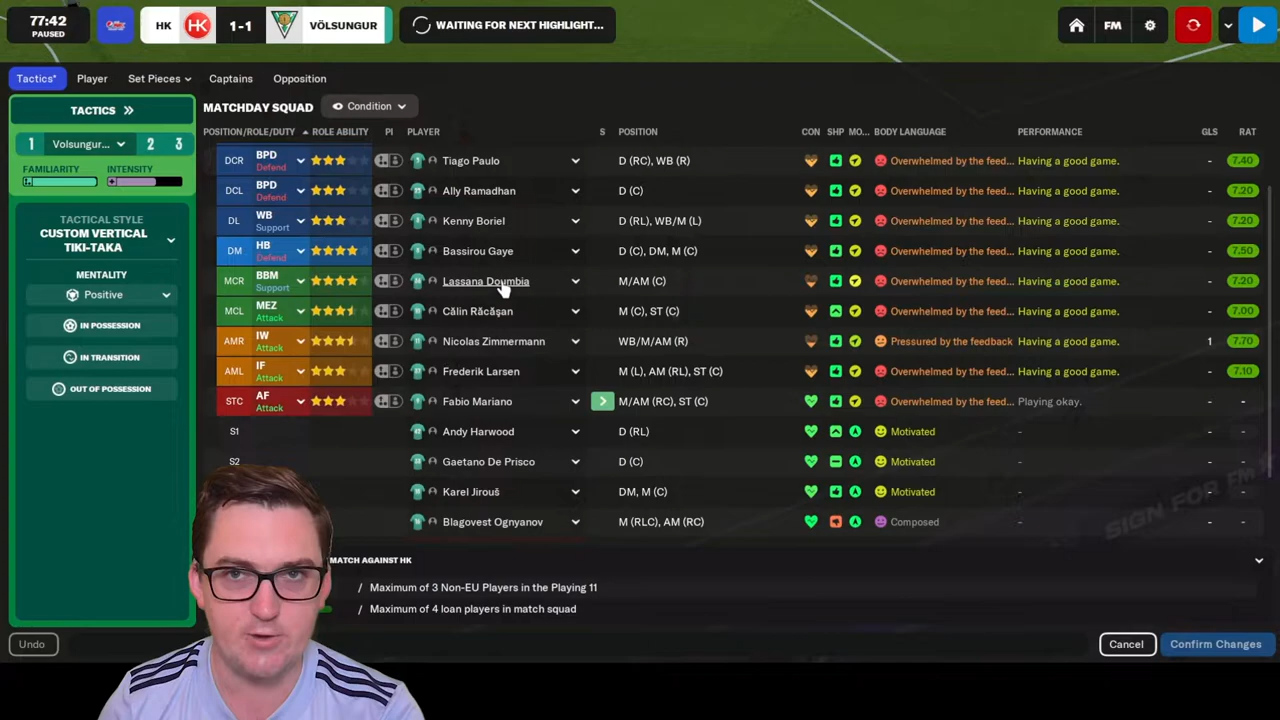 77:42
PAUSED
HK
HK
1-1
VÖLSUNGUR
WAITING FOR NEXT HIGHLIGHT...
FM
Tactics*
Player
Set Pieces
Captains
Opposition
TACTICS
1
Volsungur...
2
3
FAMILIARITY
INTENSITY
TACTICAL STYLE
CUSTOM VERTICAL
TIKI-TAKA
MENTALITY
Positive
IN POSSESSION
IN TRANSITION
OUT OF POSSESSION
MATCHDAY SQUAD
Condition
POSITION/ROLE/DUTY ROLE ABILITY PI PLAYER S POSITION CON SHP MO... BODY LANGUAGE PERFORMANCE GLS RAT
DCR BPD Defend Tiago Paulo D (RC), WB (R) Overwhelmed by the feed... Having a good game. - 7.40
DCL BPD Defend Ally Ramadhan D (C) Overwhelmed by the feed... Having a good game. - 7.20
DL WB Support Kenny Boriel D (RL), WB/M (L) Overwhelmed by the feed... Having a good game. - 7.20
DM HB Defend Bassirou Gaye D (C), DM, M (C) Overwhelmed by the feed... Having a good game. - 7.50
MCR BBM Support Lassana Doumbia M/AM (C) Overwhelmed by the feed... Having a good game. - 7.20
MCL MEZ Attack Călin Răcășan M (C), ST (C) Overwhelmed by the feed... Having a good game. - 7.00
AMR IW Attack Nicolas Zimmermann WB/M/AM (R) Pressured by the feedback Having a good game. 1 7.70
AML IF Attack Frederik Larsen M (L), AM (RL), ST (C) Overwhelmed by the feed... Having a good game. - 7.10
STC AF Attack Fabio Mariano M/AM (RC), ST (C) Overwhelmed by the feed... Playing okay. - -
S1 Andy Harwood D (RL) Motivated - - -
S2 Gaetano De Prisco D (C) Motivated - - -
Karel Jirouš DM, M (C) Motivated - - -
Blagovest Ognyanov M (RLC), AM (RC) Composed - - -
SIGN FOR FM
MATCH AGAINST HK
/ Maximum of 3 Non-EU Players in the Playing 11
/ Maximum of 4 loan players in match squad
Undo
Cancel
Confirm Changes